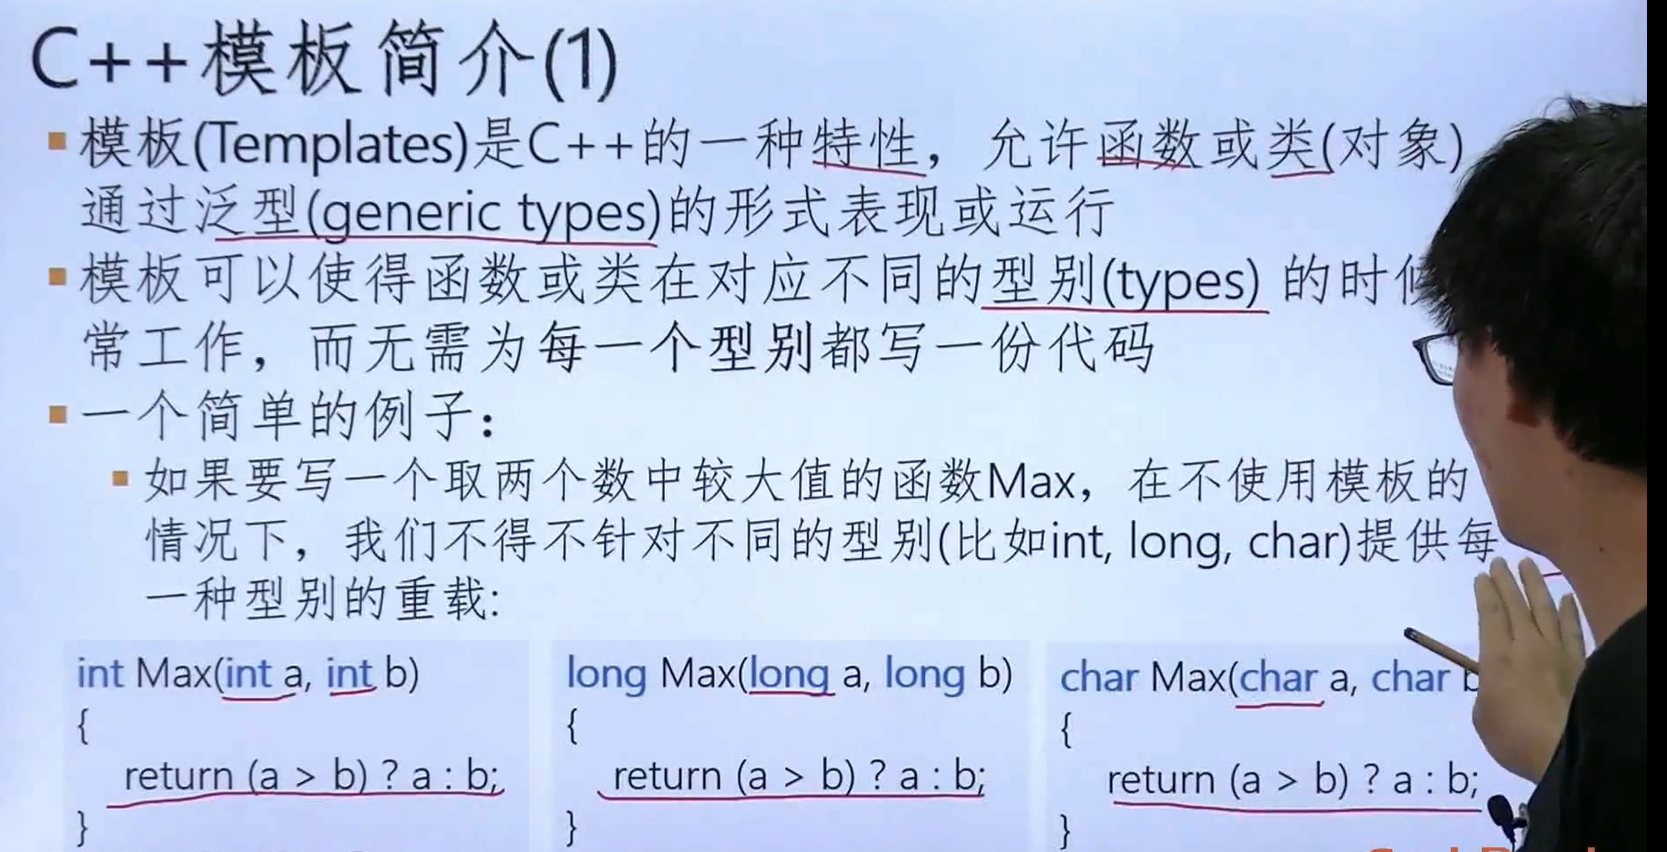 C++模板简介(1)
模板(Templates)是C++的一种特性，允许函数或类(对象)
通过泛型(generic types)的形式表现或运行
模板可以使得函数或类在对应不同的型别(types) 的时
常工作，而无需为每一个型别都写一份代码
一个简单的例子：
如果要写一个取两个数中较大值的函数Max，在不使用模板的
情况下，我们不得不针对不同的型别(比如int, long, char)提供每
一种型别的重载:
int Max(int a, int b)
{
return (a > b) ? a : b;
}
long Max(long a, long b)
{
return (a > b) ? a : b;
}
char Max(char a, char
{
return (a > b) ? a : b;
}